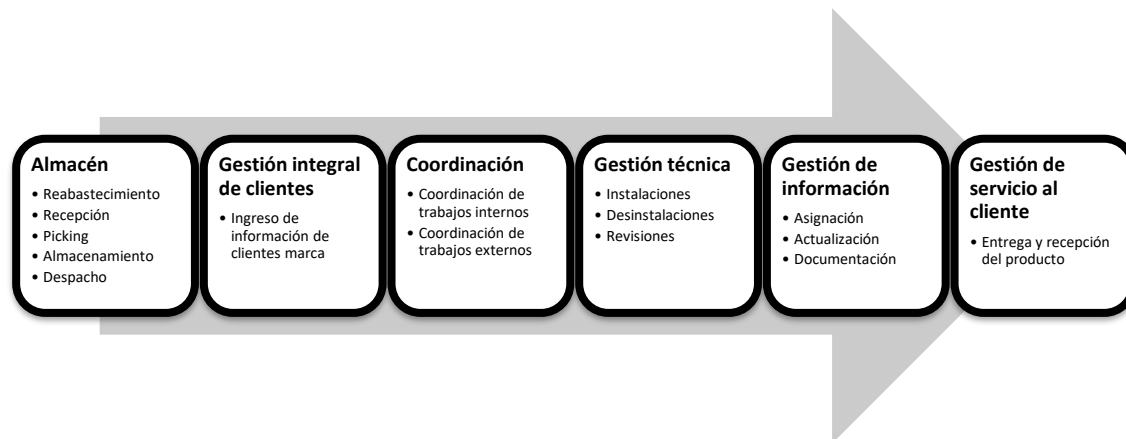 Almacén
• Reabastecimiento
• Recepción
• Picking
• Almacenamiento
• Despacho
Gestión integral
de clientes
• Ingreso de
información de
clientes marca
Coordinación
• Coordinación de
trabajos internos
• Coordinación de
trabajos externos
Gestión técnica
• Instalaciones
• Desinstalaciones
• Revisiones
Gestión de
información
• Asignación
• Actualización
• Documentación
Gestión de
servicio al
cliente
• Entrega y recepción
del producto